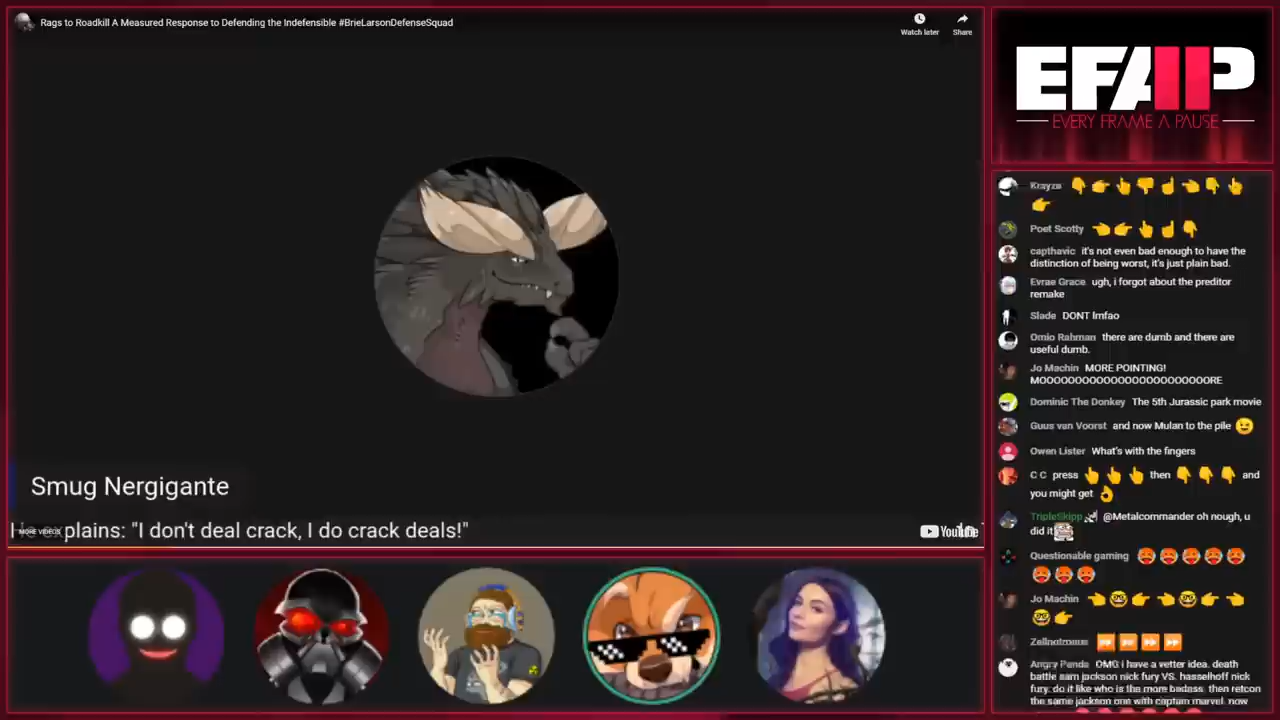 Rags to Roadkill A Measured Response to Defending the Indefensible #BrieLarsonDefenseSquad
Watch later
Share
Smug Nergigante
plains: "I don't deal crack, I do crack deals!"
MORE VIDEOS
YouTube
EFAP
EVERY FRAME A PAUSE
Krayza
Poet Scotty
capthavic it's not even bad enough to have the
distinction of being worst, it's just plain bad.
Evrae Grace ugh, i forgot about the preditor
remake
Slade DONT lmfao
Omio Rahman there are dumb and there are
useful dumb.
Jo Machin MORE POINTING!
Dominic The Donkey The 5th Jurassic park movie
Guus van Voorst and now Mulan to the pile
Owen Lister What's with the fingers
C C press 👆👆👆 then 👇👇👇 and
you might get 👌
Tripletikipp @Metalcommander oh nough, u
did it
Questionable gaming
Jo Machin
Angry Panda OMG i have a vetter idea. death
battle sam jackson nick fury VS. hasselhoff nick
fury. do it like who is the more badass. then retcon
the same jackson one with captain marvel. now